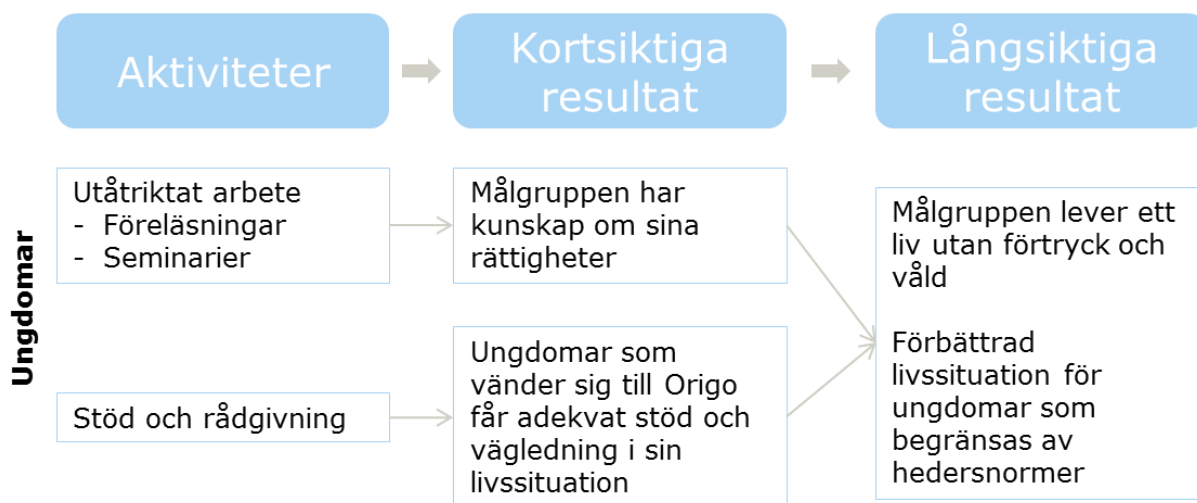 Aktiviteter
Kortsiktiga
resultat
Långsiktiga
resultat
Ungdomar
Utåtriktat arbete
- Föreläsningar
- Seminarier
Målgruppen har
kunskap om sina
rättigheter
Målgruppen lever ett
liv utan förtryck och
våld
Förbättrad
livssituation för
ungdomar som
begränsas av
hedersnormer
Stöd och rådgivning
Ungdomar som
vänder sig till Origo
får adekvat stöd och
vägledning i sin
livssituation